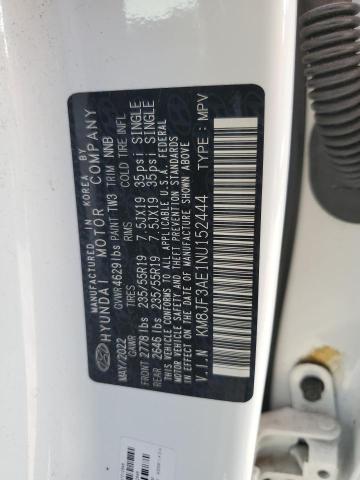 MANUFACTURED IN KOREA BY
HYUNDAI MOTOR COMPANY
MAY/2022 GVWR 4629 lbs PAINT TW3 TRIM NNB
GAWR TIRES RIMS COLD TIRE INFL
FRONT 2778 lbs 235/55R19 7.5JX19 35psi SINGLE
REAR 2646 lbs 235/55R19 7.5JX19 35psi SINGLE
THIS VEHICLE CONFORMS TO ALL APPLICABLE U.S.A. FEDERAL
MOTOR VEHICLE SAFETY, BUMPER, AND THEFT PREVENTION STANDARDS
IN EFFECT ON THE DATE OF MANUFACTURE SHOWN ABOVE.
V.I.N : KM8JF3AE1NU152444 TYPE : MPV